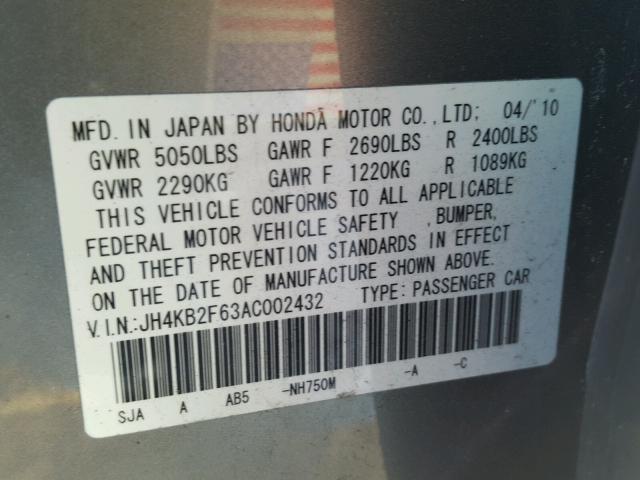 MFD. IN JAPAN BY HONDA MOTOR CO.,LTD; 04/'10
GVWR 5050LBS GAWR F 2690LBS R 2400LBS
GVWR 2290KG GAWR F 1220KG R 1089KG
THIS VEHICLE CONFORMS TO ALL APPLICABLE
FEDERAL MOTOR VEHICLE SAFETY ,BUMPER,
AND THEFT PREVENTION STANDARDS IN EFFECT
ON THE DATE OF MANUFACTURE SHOWN ABOVE.
V.I.N.:JH4KB2F63AC002432 TYPE: PASSENGER CAR
SJA A AB5 -NH750M -A -C